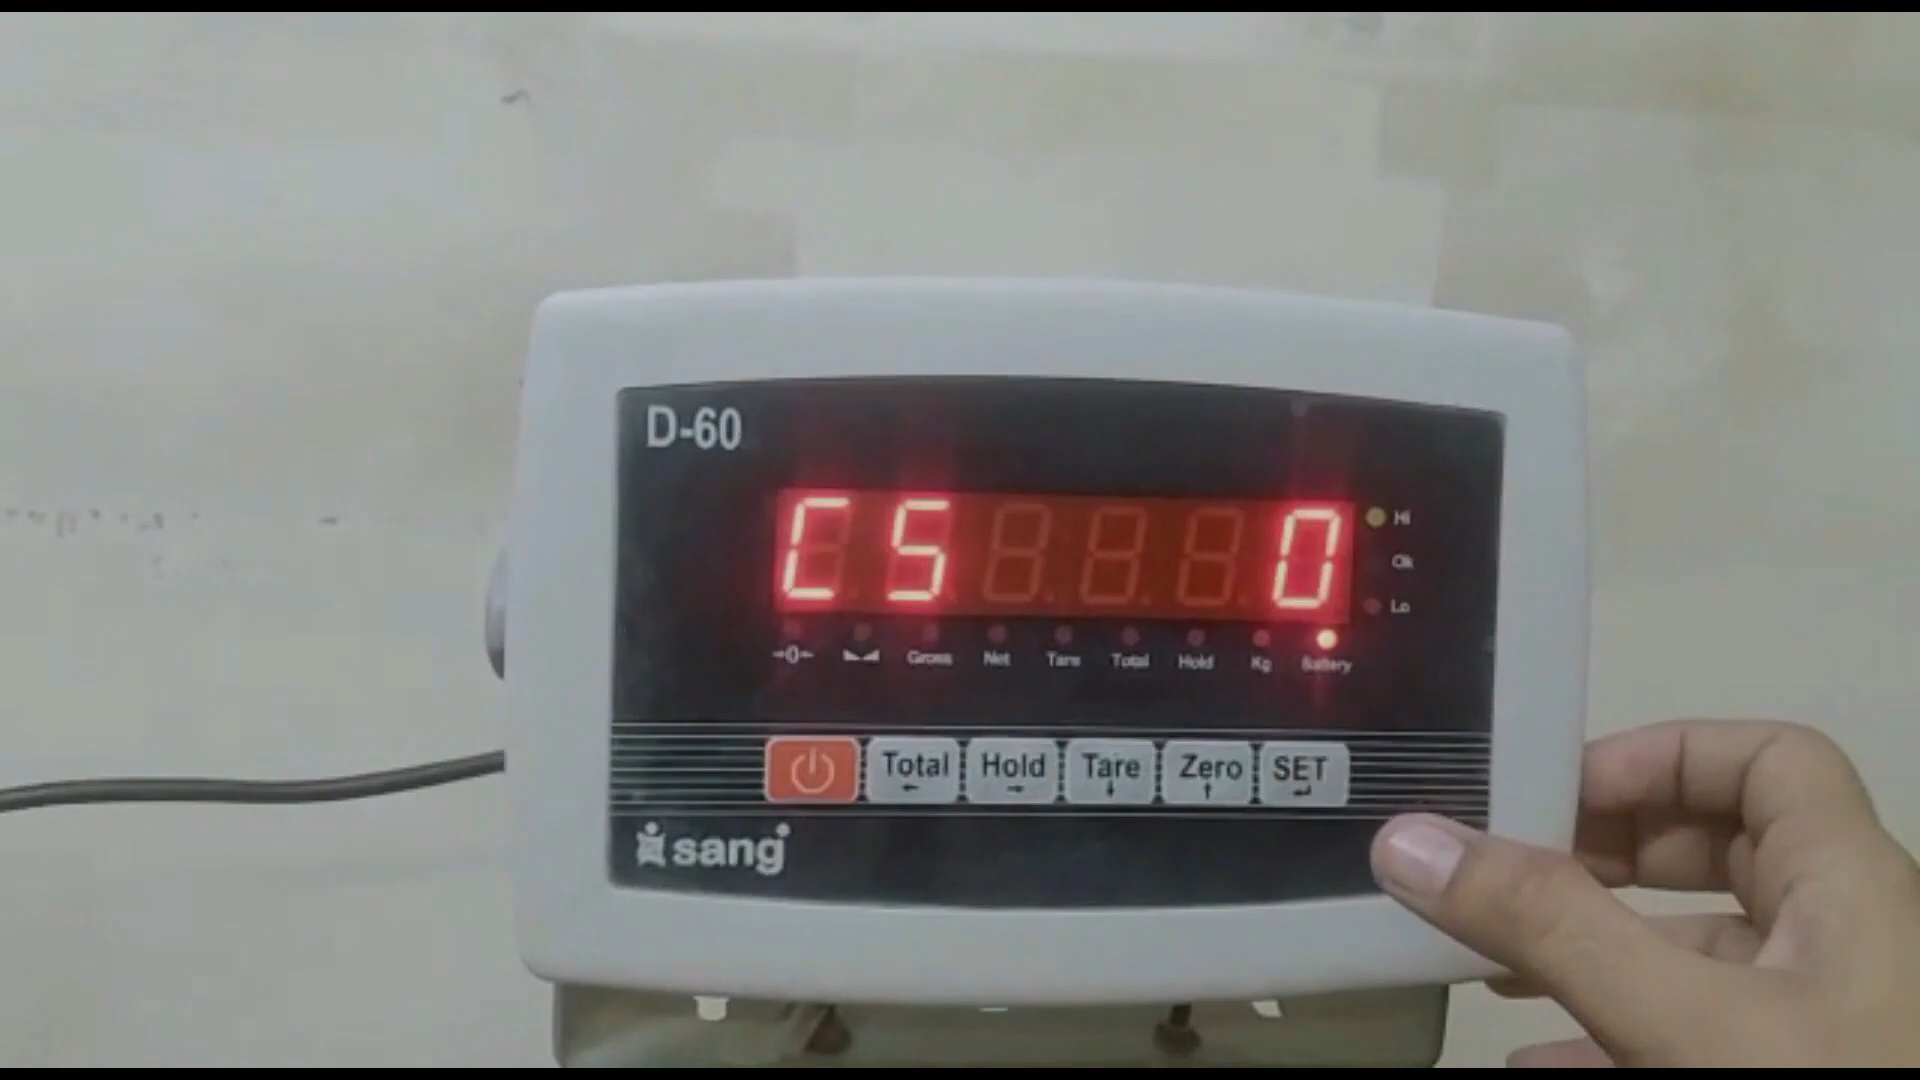 D-60
C5 0
Hi
Ok
Lo
→0← Gross Net Tare Total Hold Kg Battery
Total Hold Tare Zero SET
← → ↓ ↑ ↵
sang